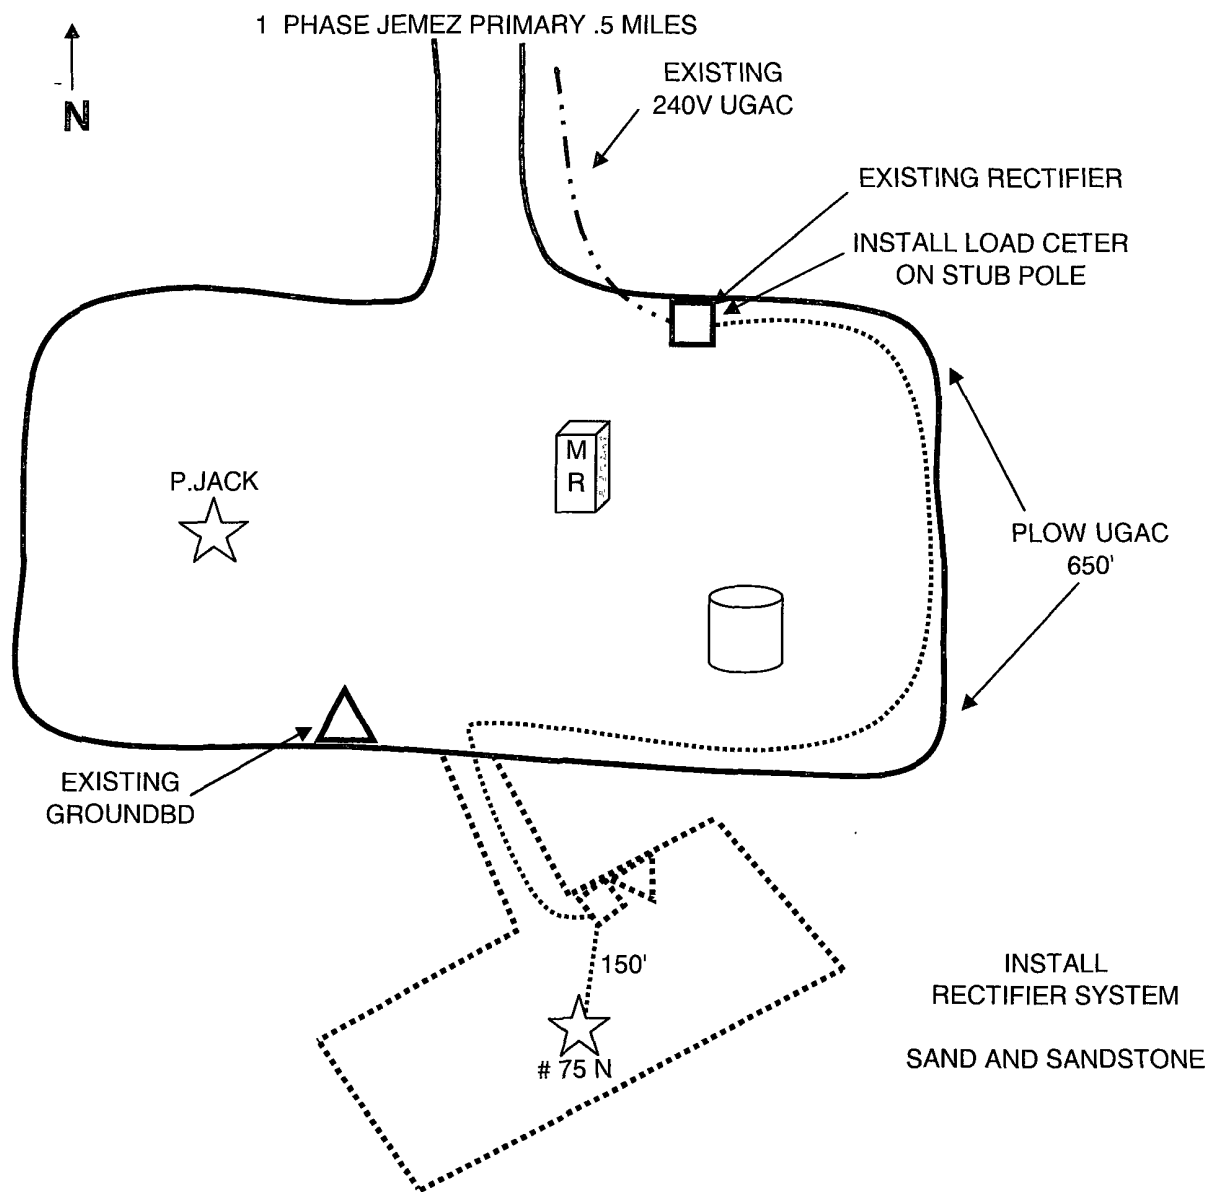 1 PHASE JEMEZ PRIMARY .5 MILES
N
EXISTING
240V UGAC
EXISTING RECTIFIER
INSTALL LOAD CETER
ON STUB POLE
M
R
P.JACK
PLOW UGAC
650'
EXISTING
GROUNDBD
150'
# 75 N
INSTALL
RECTIFIER SYSTEM
SAND AND SANDSTONE